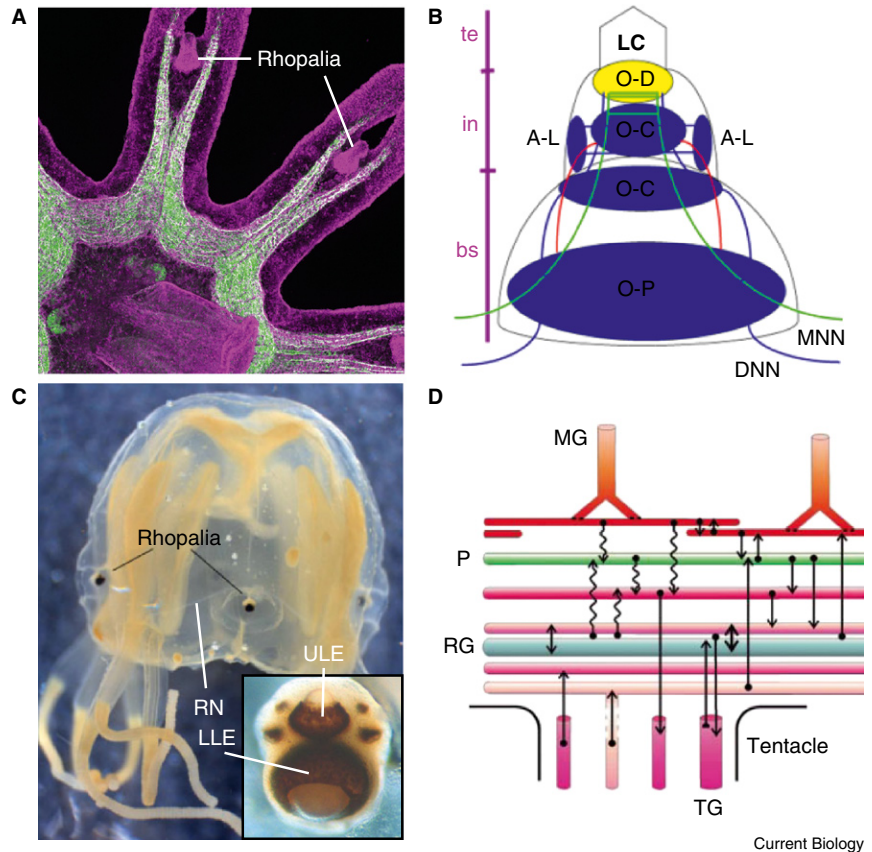 A
Rhopalia
B
te
in
bs
LC
O-D
O-C
A-L
A-L
O-C
O-P
MNN
DNN
C
Rhopalia
RN
ULE
LLE
D
MG
P
RG
Tentacle
TG
Current Biology